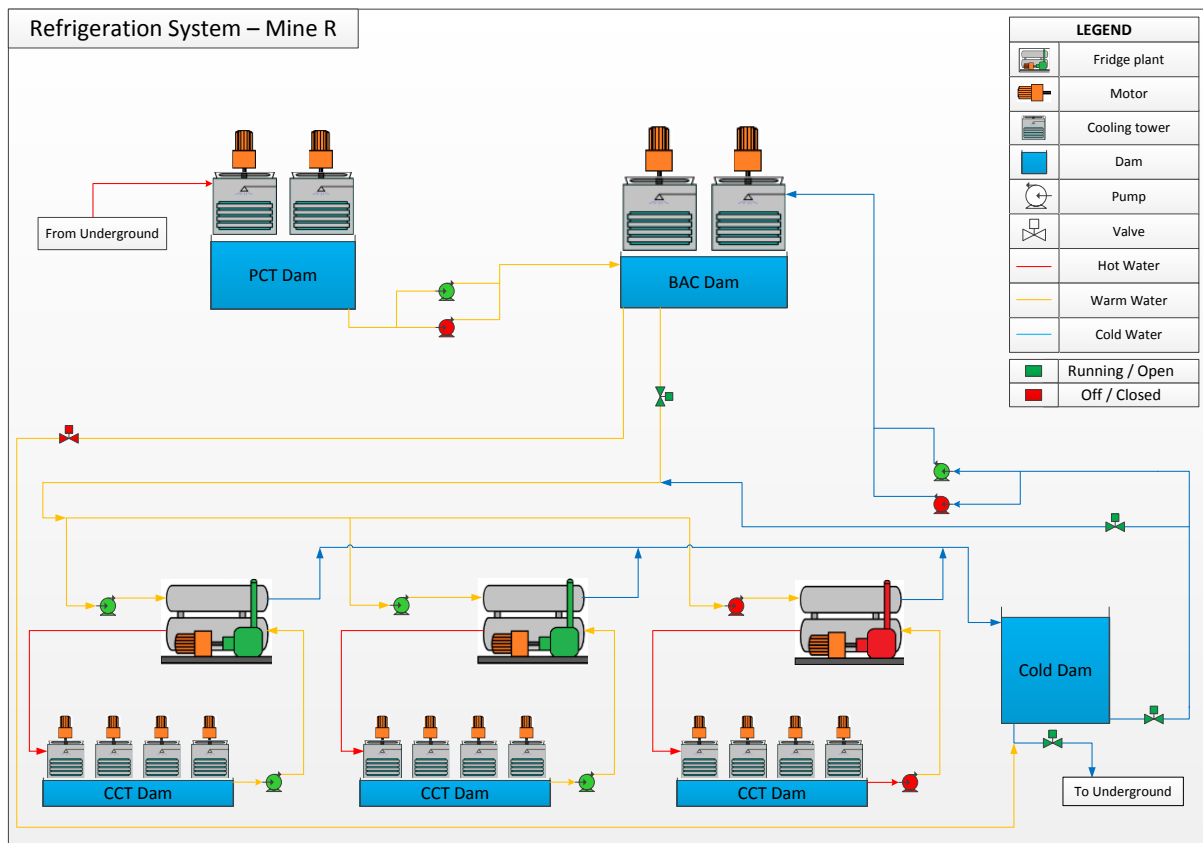 Refrigeration System – Mine R
LEGEND
Fridge plant
Motor
Cooling tower
Dam
Pump
Valve
Hot Water
Warm Water
Cold Water
Running / Open
Off / Closed
From Underground
PCT Dam
BAC Dam
Cold Dam
CCT Dam
CCT Dam
CCT Dam
To Underground